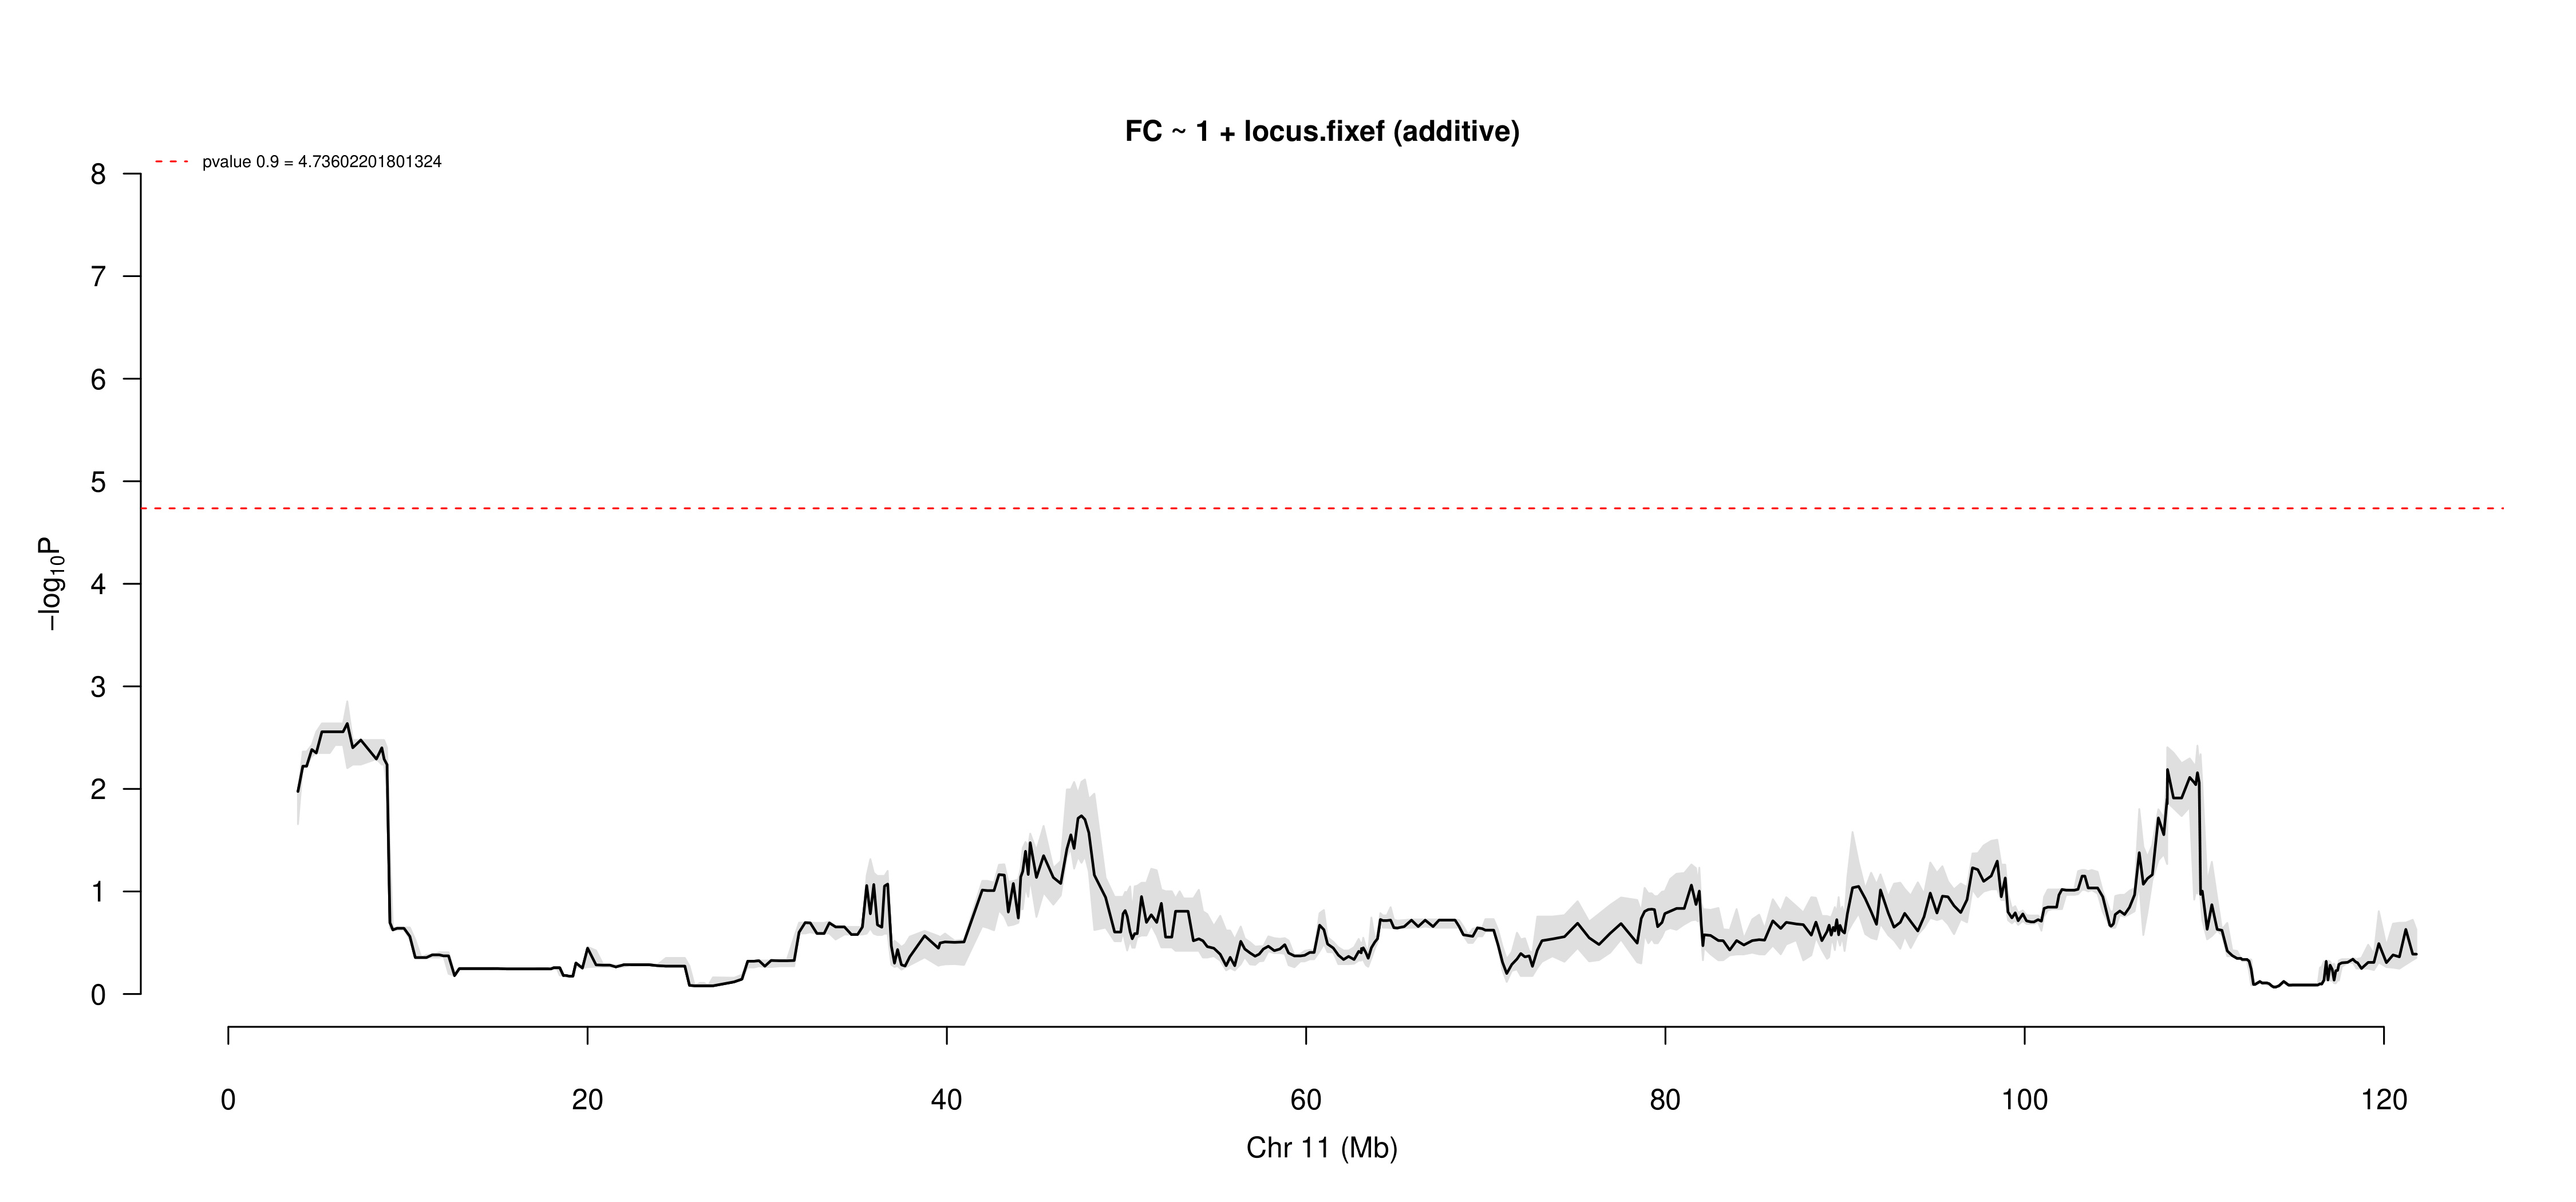 FC ~ 1 + locus.fixef (additive)
pvalue 0.9 = 4.73602201801324
8
7
6
5
4
3
2
1
0
−log10P
0 20 40 60 80 100 120
Chr 11 (Mb)